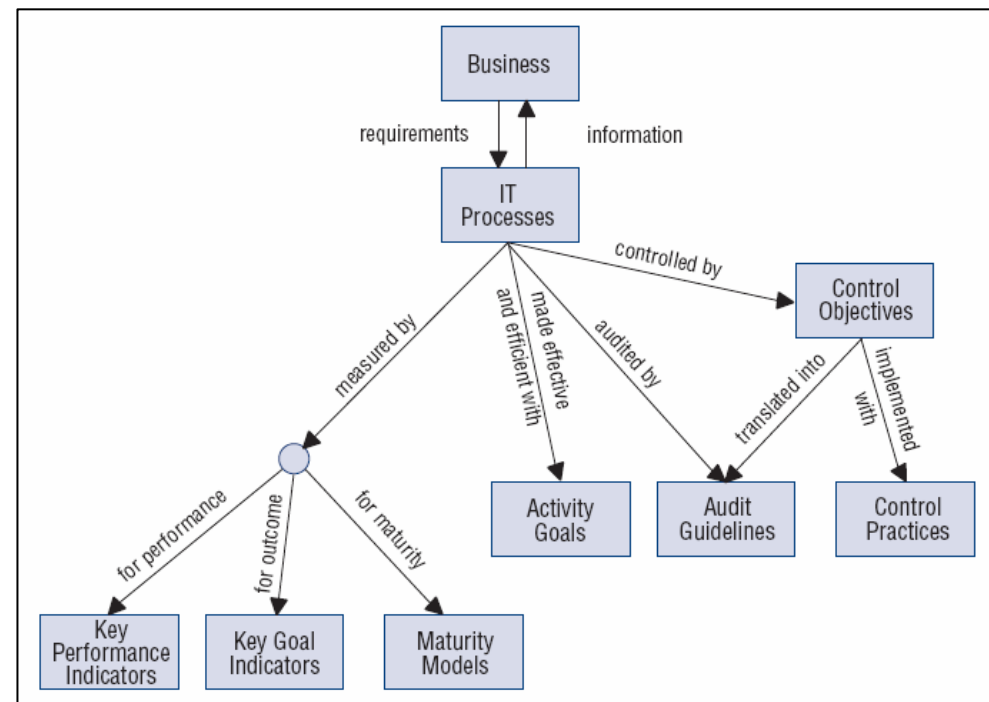 Business
requirements
information
IT
Processes
controlled by
Control
Objectives
measured by
made effective
and efficient with
audited by
translated into
implemented
with
Activity
Goals
Audit
Guidelines
Control
Practices
for performance
for outcome
for maturity
Key
Performance
Indicators
Key Goal
Indicators
Maturity
Models